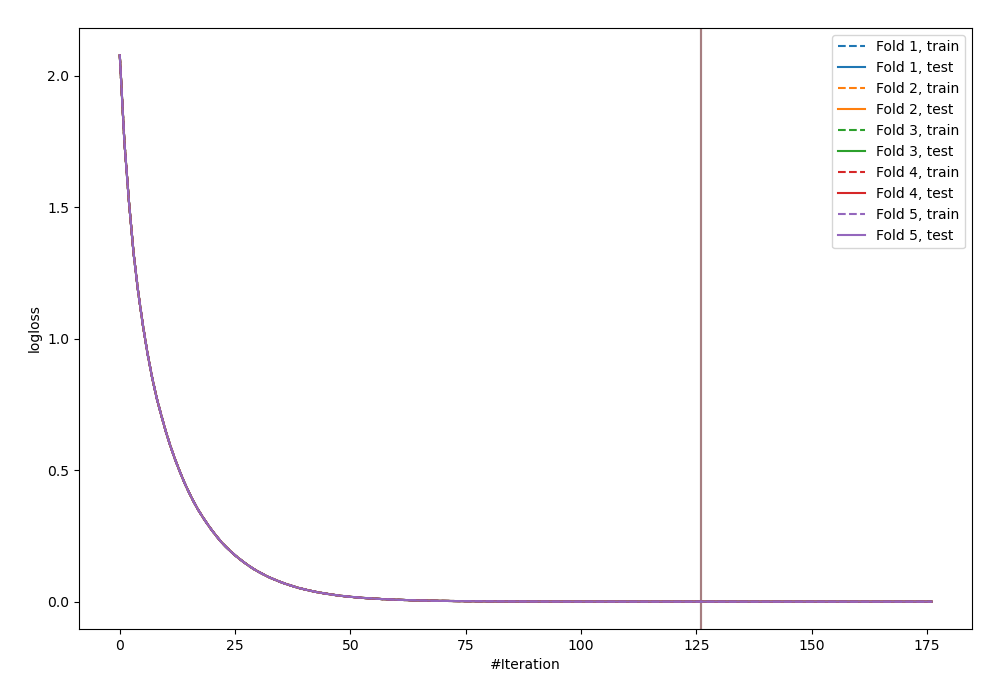 2.0
1.5
1.0
0.5
0.0
logloss
0
25
50
75
100
125
150
175
#Iteration
Fold 1, train
Fold 1, test
Fold 2, train
Fold 2, test
Fold 3, train
Fold 3, test
Fold 4, train
Fold 4, test
Fold 5, train
Fold 5, test